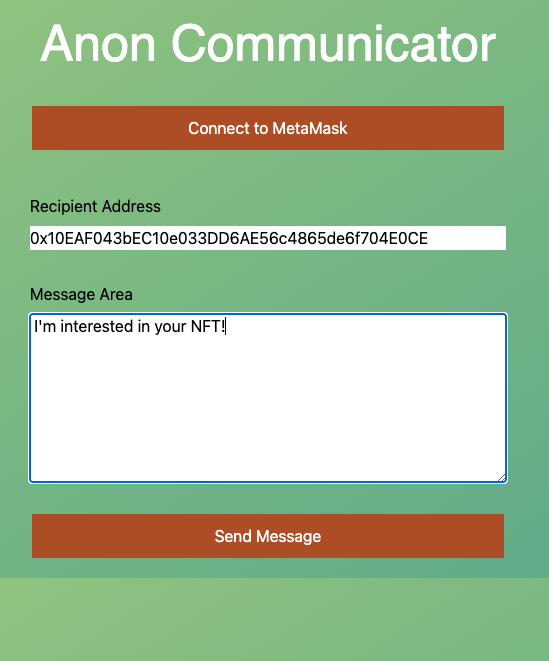 Anon Communicator
Connect to MetaMask
Recipient Address
0x10EAF043bEC10e033DD6AE56c4865de6f704E0CE
Message Area
I'm interested in your NFT!
Send Message